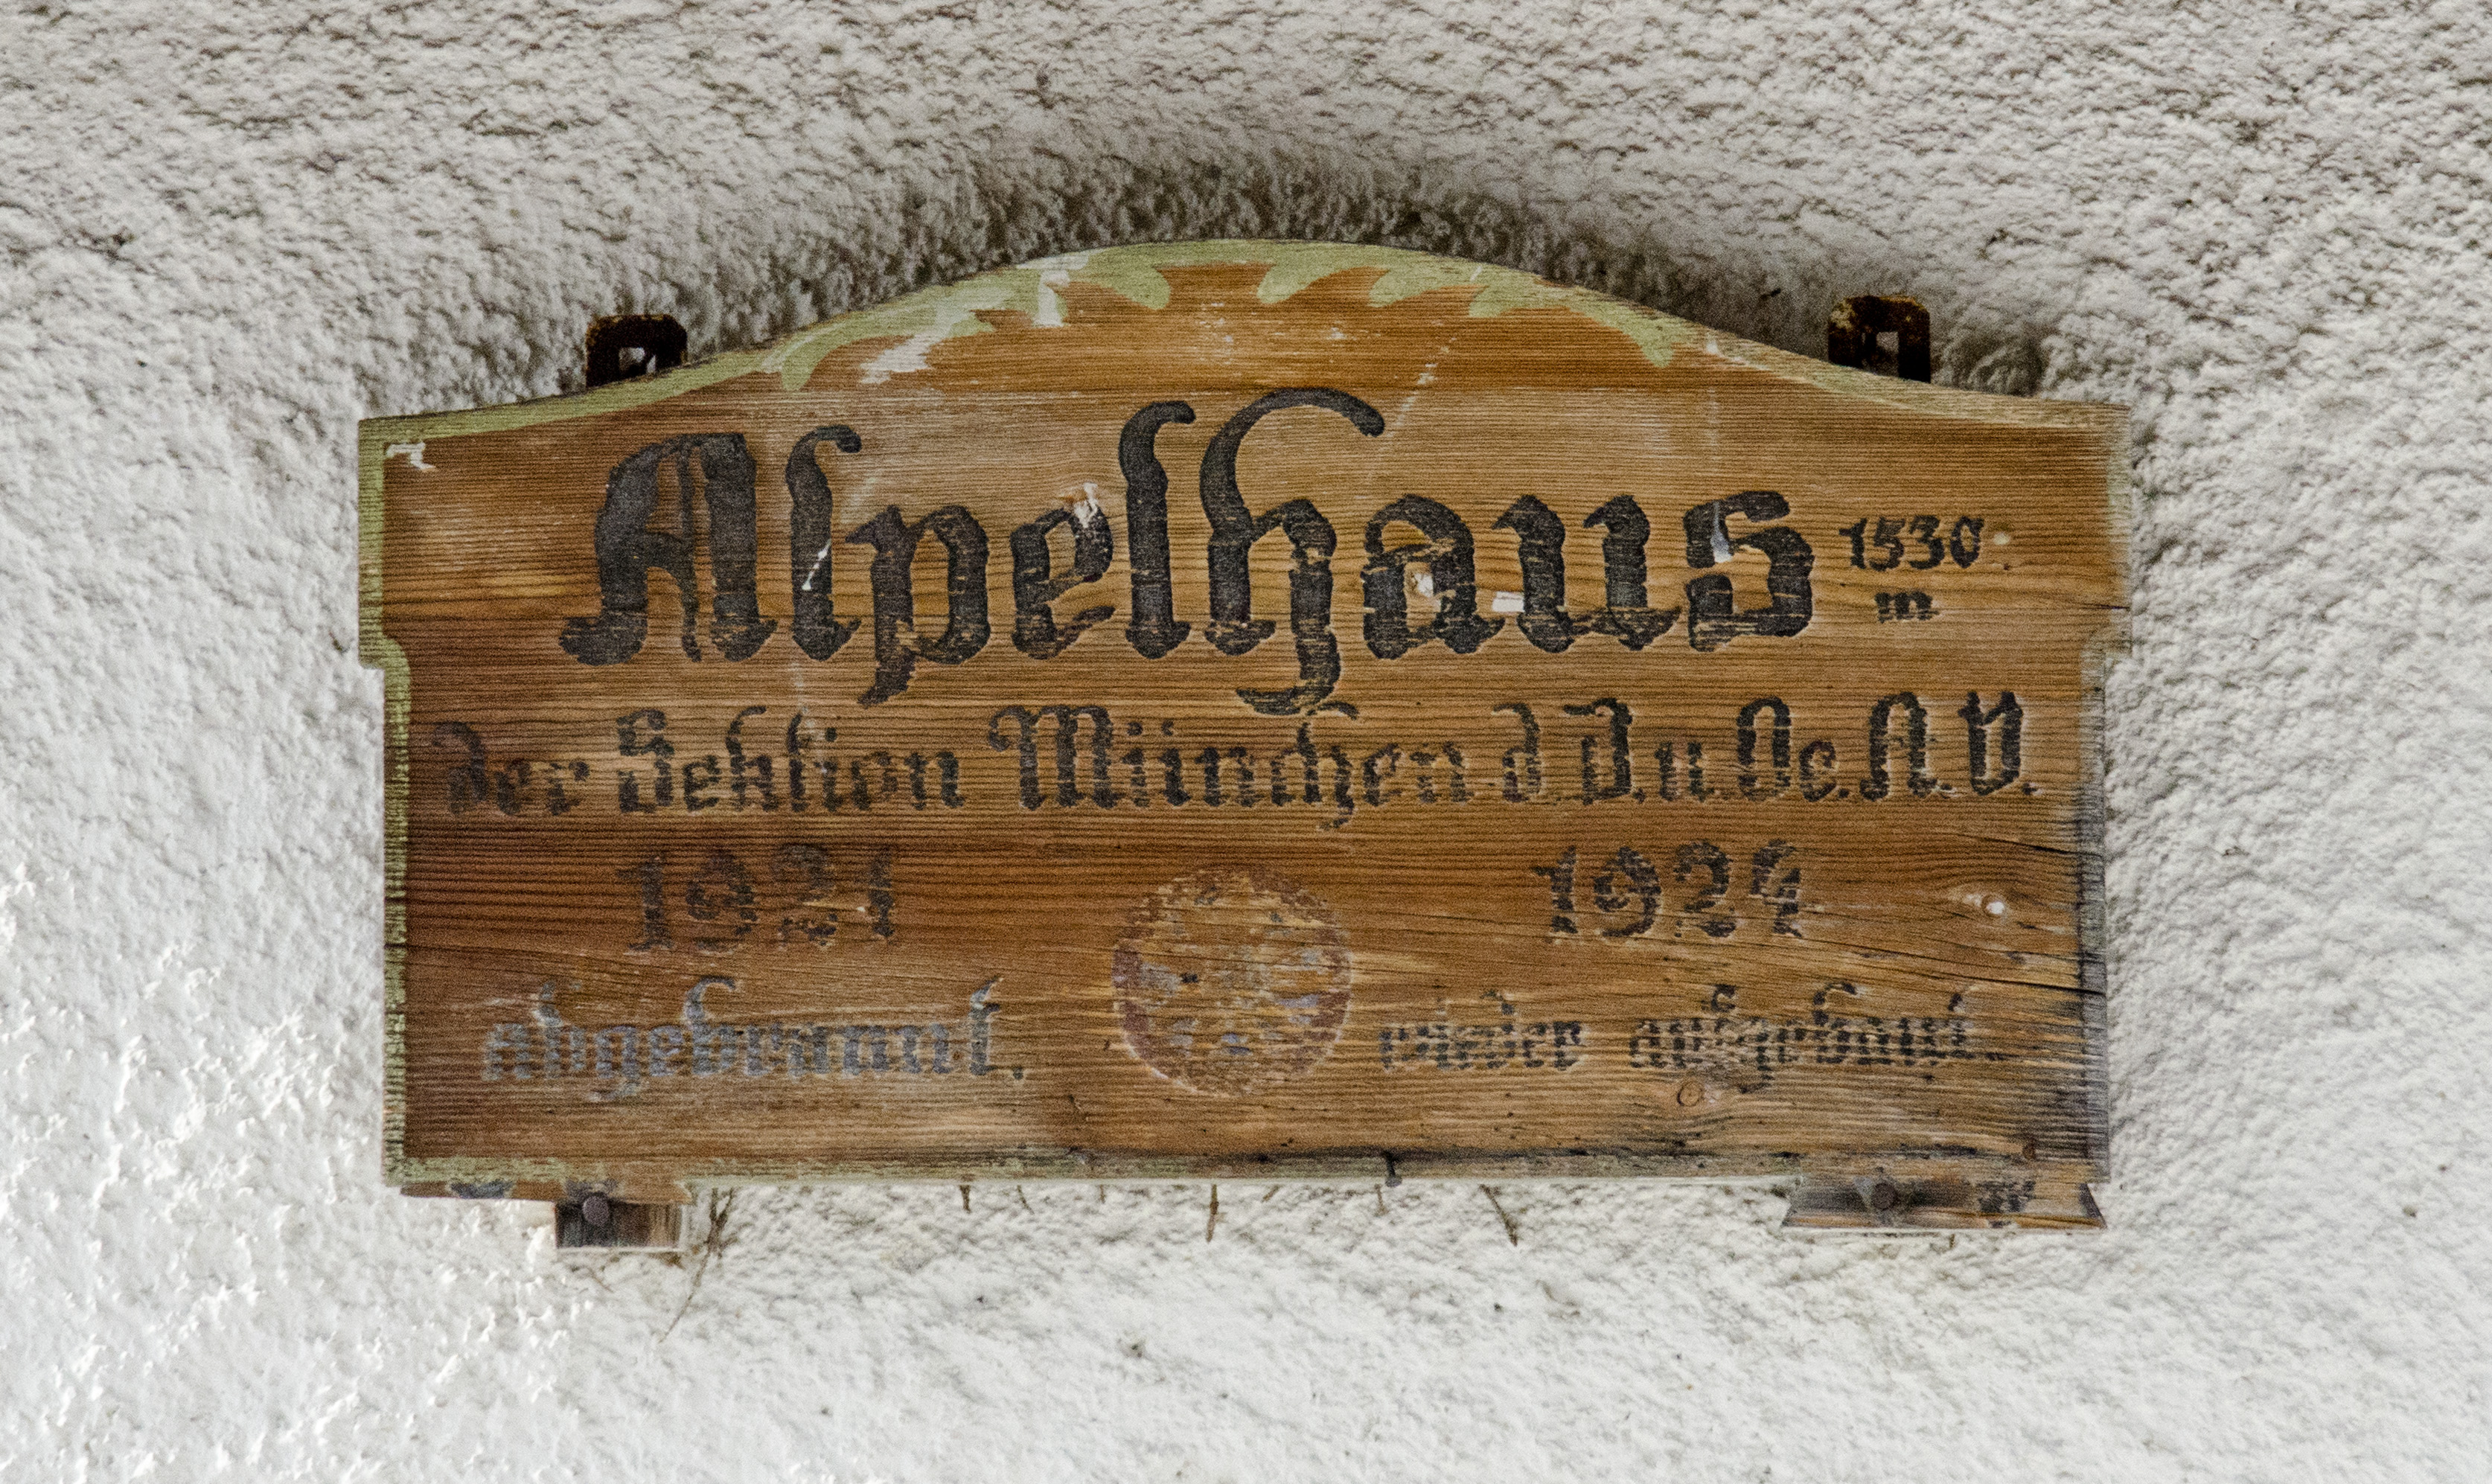 Alpelhaus 1530
m
der Sektion München d.D.u.Oe.A.V.
1921 1924
abgebrannt. wieder aufgebaut.